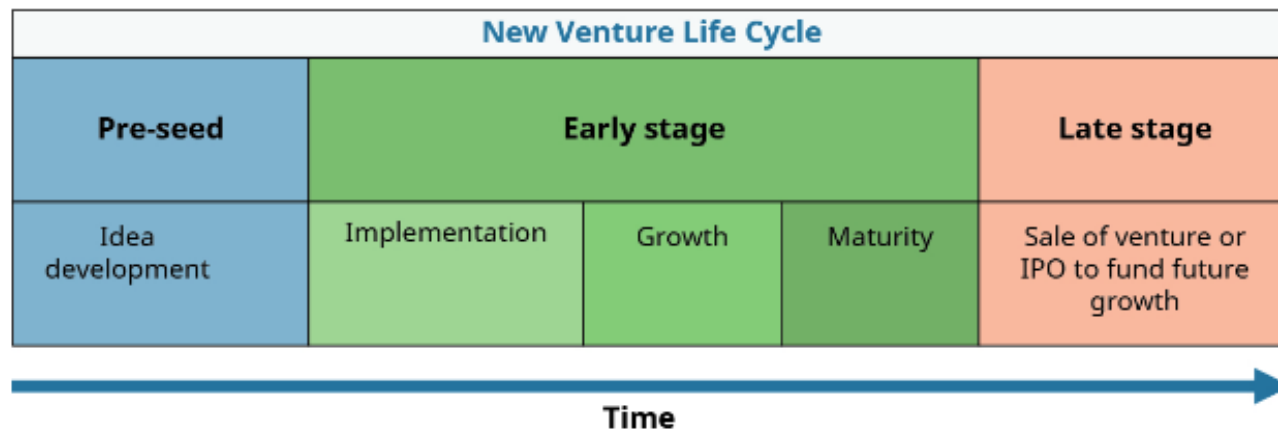 New Venture Life Cycle
Pre-seed
Early stage
Late stage
Idea
development
Implementation
Growth
Maturity
Sale of venture or
IPO to fund future
growth
Time